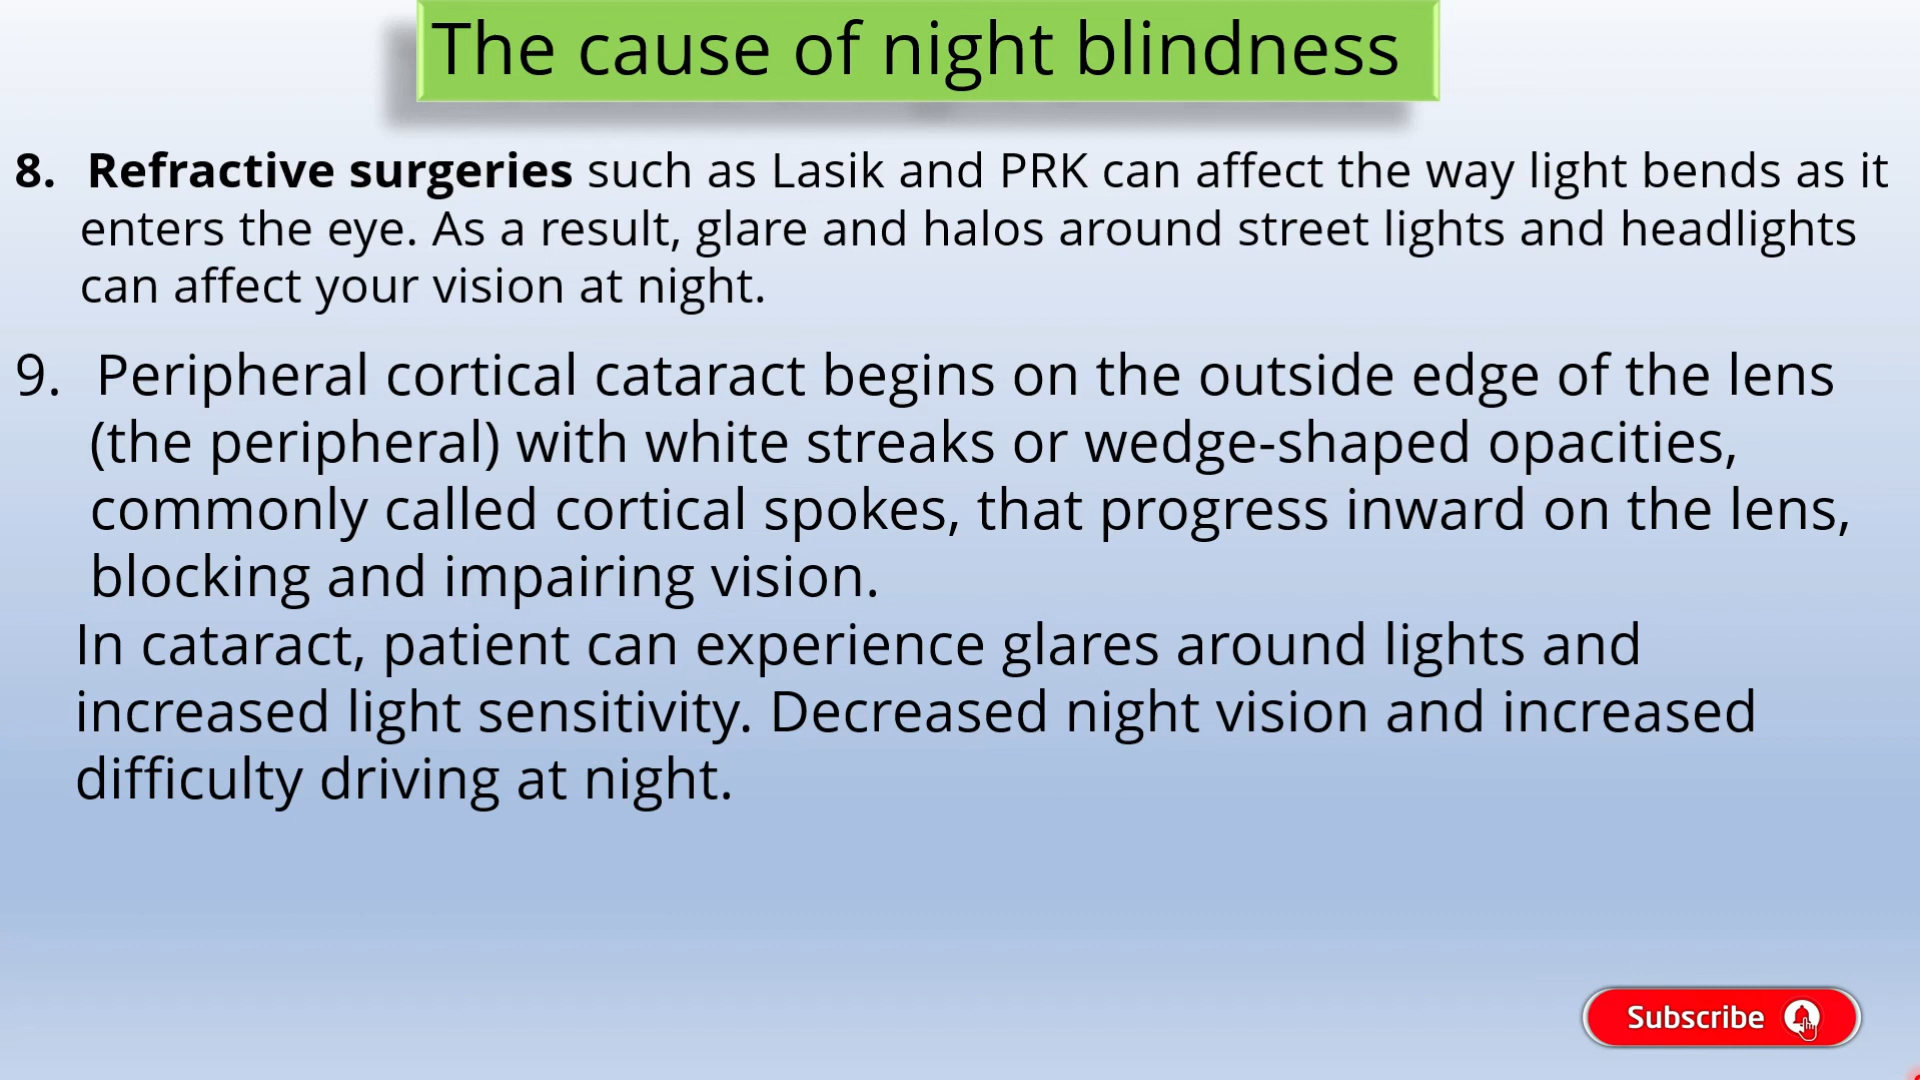 The cause of night blindness
8. Refractive surgeries such as Lasik and PRK can affect the way light bends as it
enters the eye. As a result, glare and halos around street lights and headlights
can affect your vision at night.
9. Peripheral cortical cataract begins on the outside edge of the lens
(the peripheral) with white streaks or wedge-shaped opacities,
commonly called cortical spokes, that progress inward on the lens,
blocking and impairing vision.
In cataract, patient can experience glares around lights and
increased light sensitivity. Decreased night vision and increased
difficulty driving at night.
Subscribe